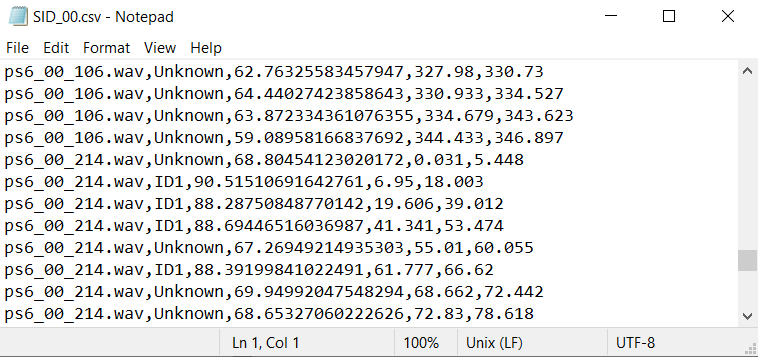 SID_00.csv - Notepad
File Edit Format View Help
ps6_00_106.wav,Unknown,62.76325583457947,327.98,330.73
ps6_00_106.wav,Unknown,64.44027423858643,330.933,334.527
ps6_00_106.wav,Unknown,63.872334361076355,334.679,343.623
ps6_00_106.wav,Unknown,59.08958166837692,344.433,346.897
ps6_00_214.wav,Unknown,68.80454123020172,0.031,5.448
ps6_00_214.wav,ID1,90.51510691642761,6.95,18.003
ps6_00_214.wav,ID1,88.28750848770142,19.606,39.012
ps6_00_214.wav,ID1,88.69446516036987,41.341,53.474
ps6_00_214.wav,Unknown,67.26949214935303,55.01,60.055
ps6_00_214.wav,ID1,88.39199841022491,61.777,66.62
ps6_00_214.wav,Unknown,69.94992047548294,68.662,72.442
ps6_00_214.wav,Unknown,68.65327060222626,72.83,78.618
Ln 1, Col 1 100% Unix (LF) UTF-8